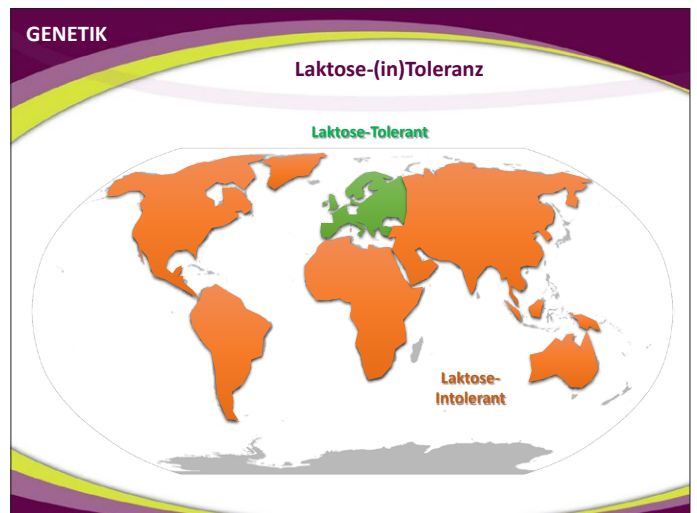 GENETIK
Laktose-(in)Toleranz
Laktose-Tolerant
Laktose-
Intolerant